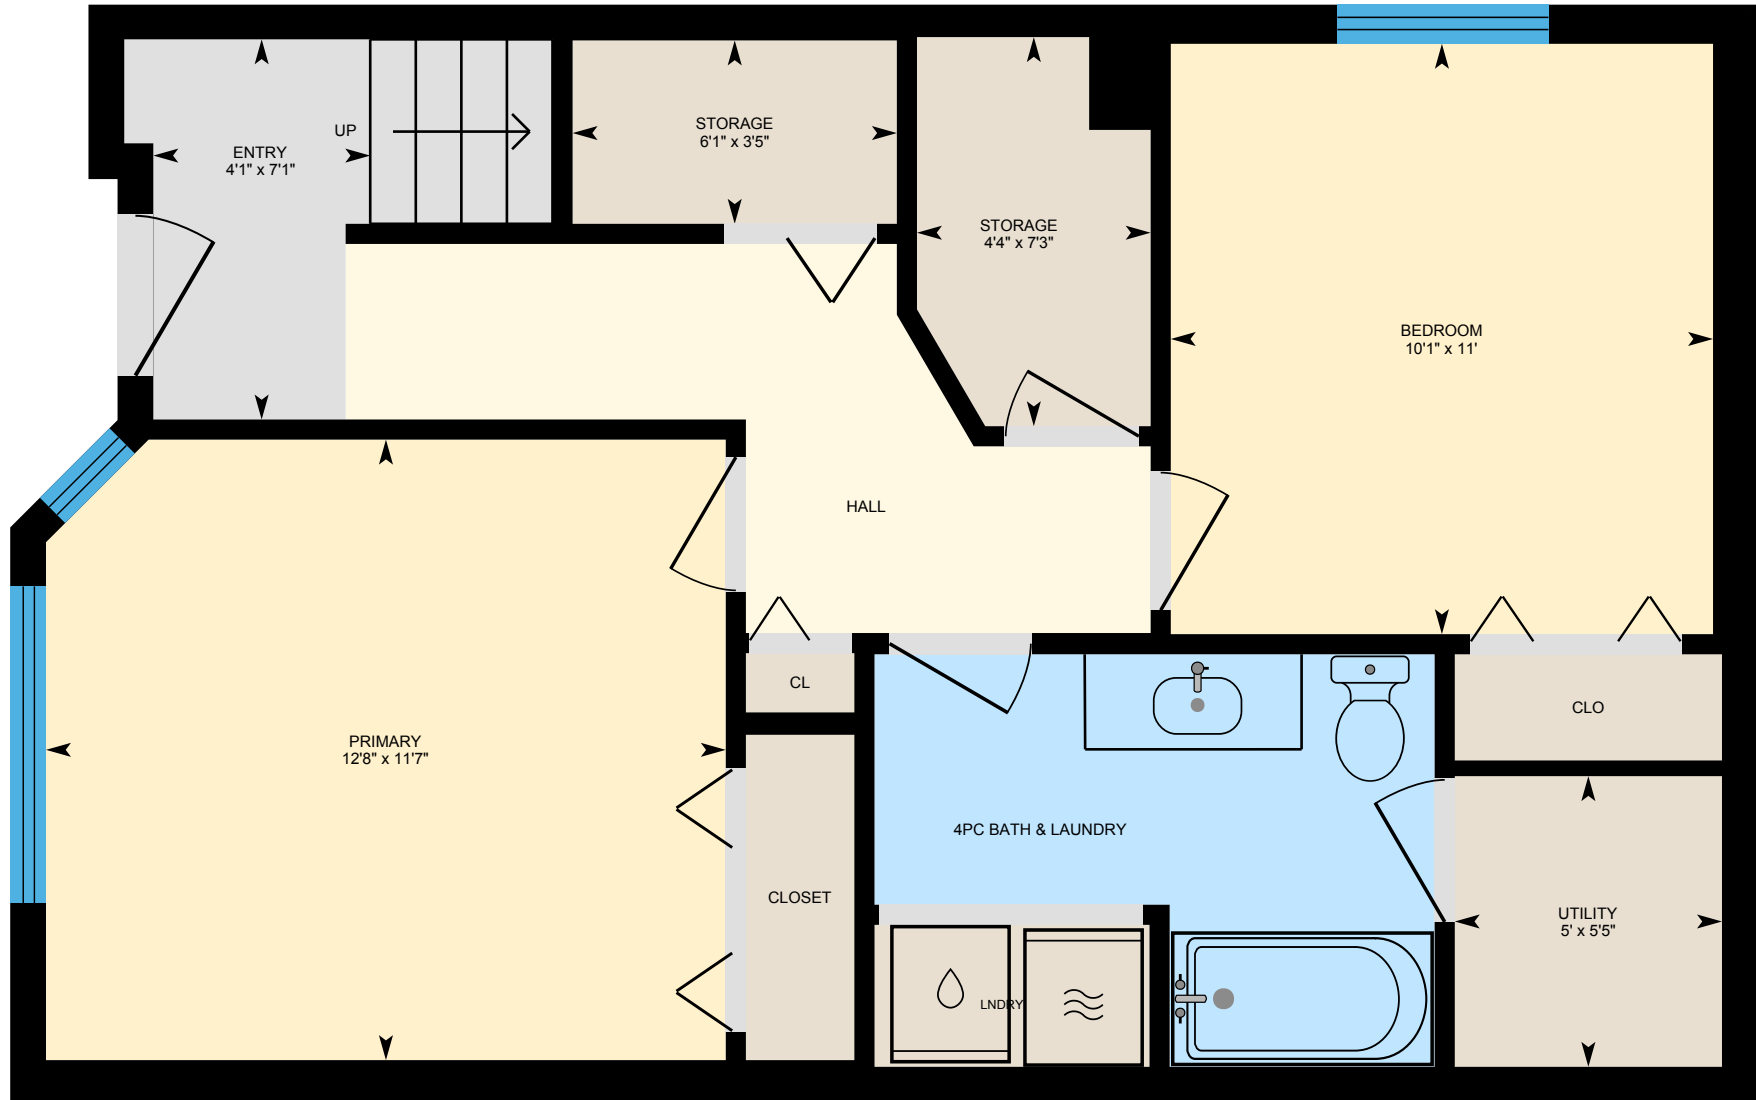 UP
ENTRY
4'1" x 7'1"
STORAGE
6'1" x 3'5"
STORAGE
4'4" x 7'3"
BEDROOM
10'1" x 11'
HALL
PRIMARY
12'8" x 11'7"
CL
CLO
4PC BATH & LAUNDRY
CLOSET
UTILITY
5' x 5'5"
LNDRY